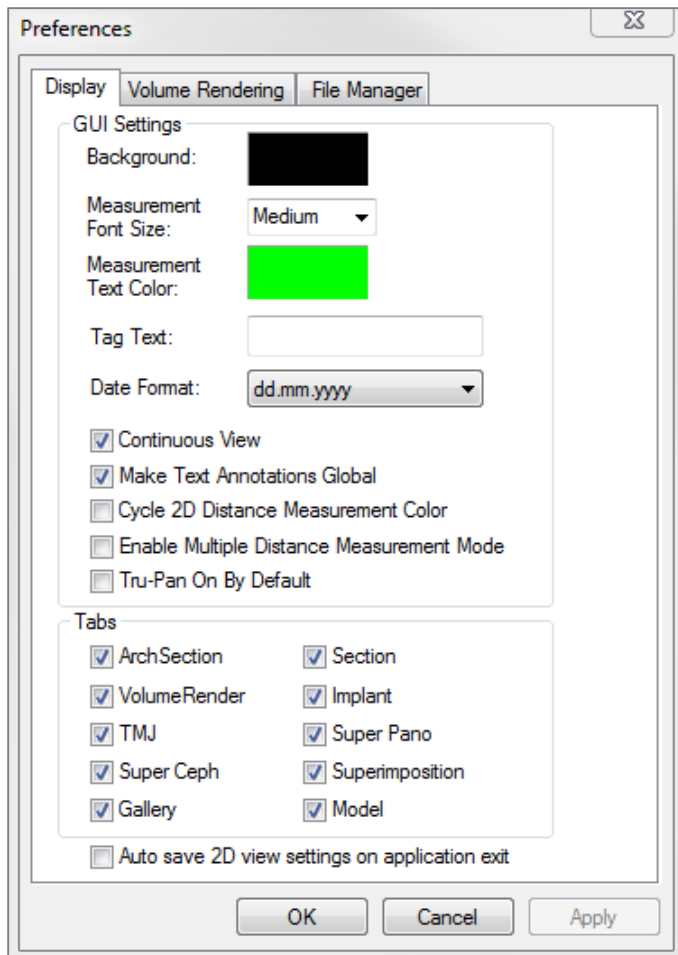 Preferences
Display Volume Rendering File Manager
GUI Settings
Background:
Measurement
Font Size:
Medium
Measurement
Text Color:
Tag Text:
Date Format:
dd.mm.yyyy
Continuous View
Make Text Annotations Global
Cycle 2D Distance Measurement Color
Enable Multiple Distance Measurement Mode
Tru-Pan On By Default
Tabs
ArchSection Section
VolumeRender Implant
TMJ Super Pano
Super Ceph Superimposition
Gallery Model
Auto save 2D view settings on application exit
OK Cancel Apply